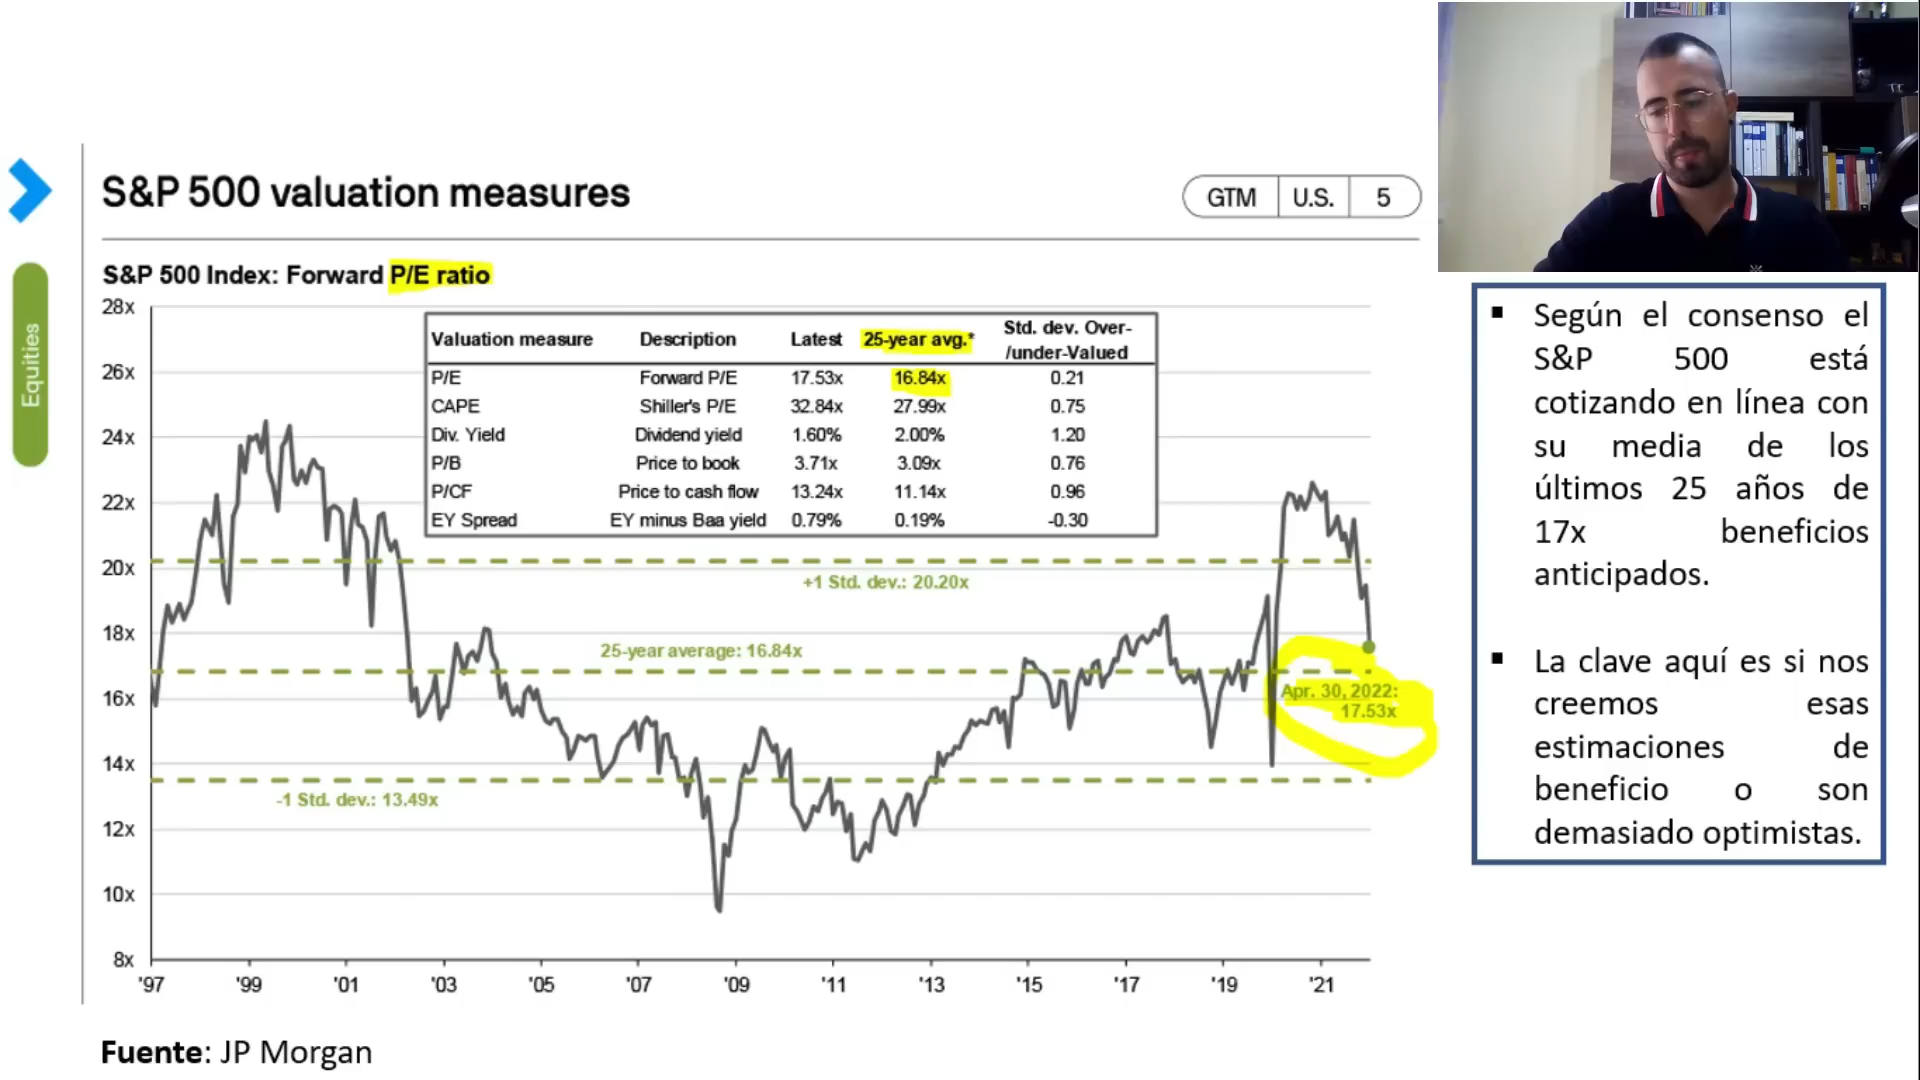 S&P 500 valuation measures
GTM U.S. 5
Equities
S&P 500 Index: Forward P/E ratio
28x
26x
24x
22x
20x
18x
16x
14x
12x
10x
8x
Valuation measure Description Latest 25-year avg.* Std. dev. Over-
/under-Valued
P/E Forward P/E 17.53x 16.84x 0.21
CAPE Shiller's P/E 32.84x 27.99x 0.75
Div. Yield Dividend yield 1.60% 2.00% 1.20
P/B Price to book 3.71x 3.09x 0.76
P/CF Price to cash flow 13.24x 11.14x 0.96
EY Spread EY minus Baa yield 0.79% 0.19% -0.30
+1 Std. dev.: 20.20x
25-year average: 16.84x
Apr. 30, 2022:
17.53x
-1 Std. dev.: 13.49x
'97 '99 '01 '03 '05 '07 '09 '11 '13 '15 '17 '19 '21
Fuente: JP Morgan
▪ Según el consenso el
S&P 500 está
cotizando en línea con
su media de los
últimos 25 años de
17x beneficios
anticipados.
▪ La clave aquí es si nos
creemos esas
estimaciones de
beneficio o son
demasiado optimistas.